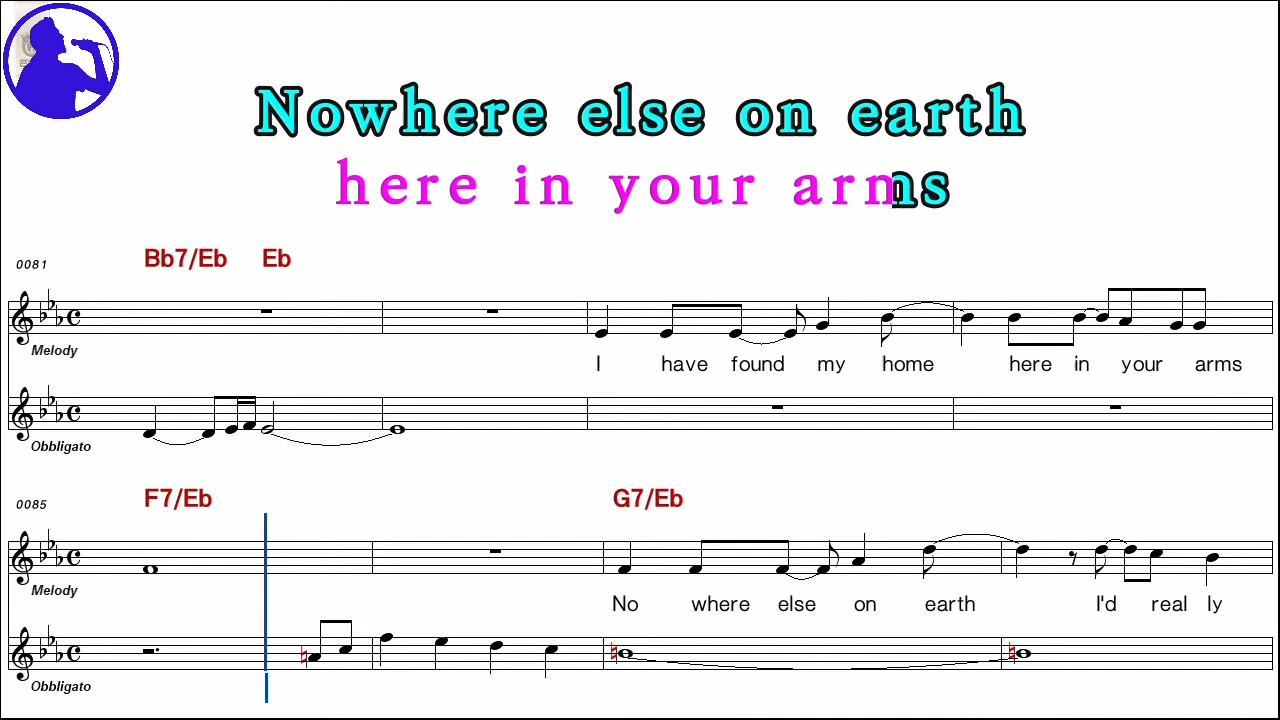 Nowhere else on earth
here in your arms
0081 Bb7/Eb Eb
Melody
I have found my home here in your arms
Obbligato
0085 F7/Eb G7/Eb
Melody
No where else on earth I'd real ly
Obbligato